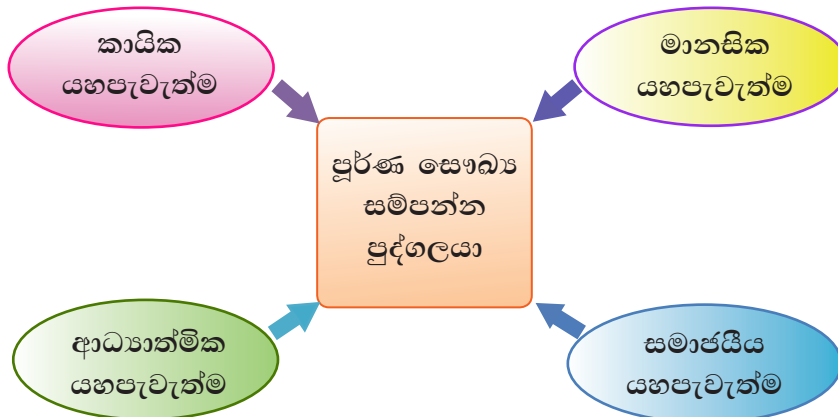 කායික
යහපැවැත්ම
මානසික
යහපැවැත්ම
පූර්ණ සෞඛ්‍ය
සම්පන්න
පුද්ගලයා
ආධ්‍යාත්මික
යහපැවැත්ම
සමාජයීය
යහපැවැත්ම